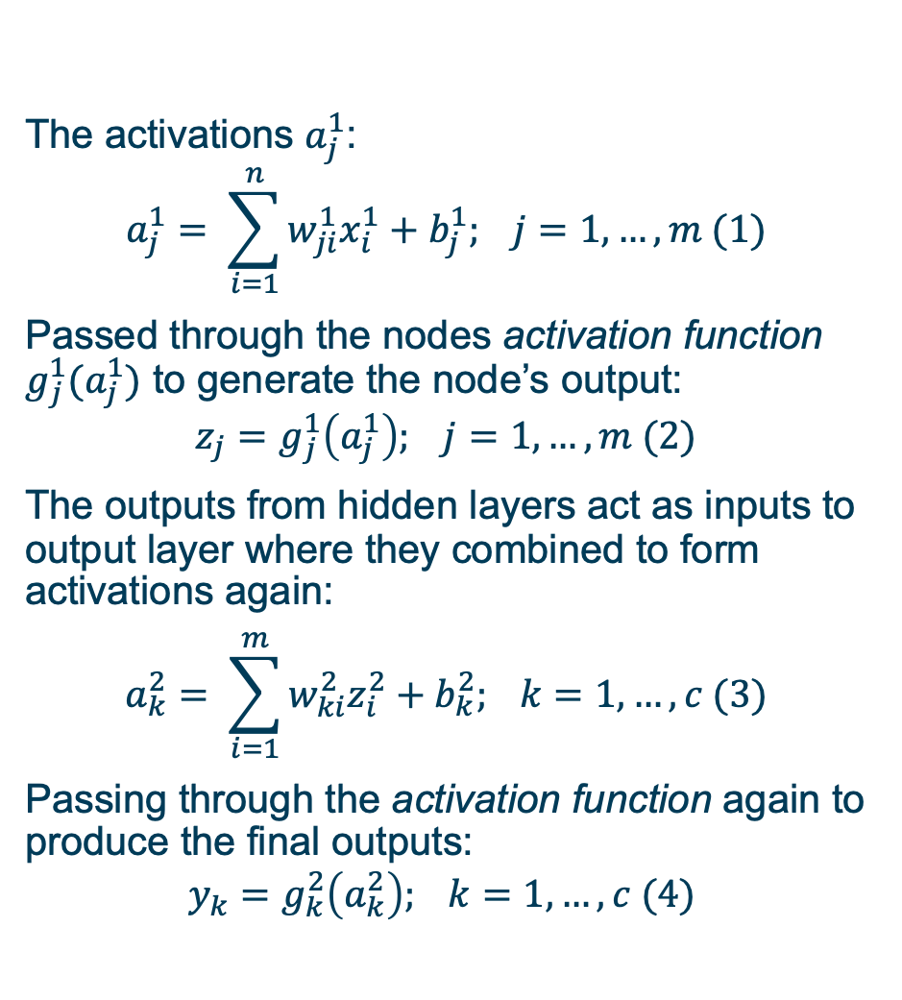 The activations $a_j^1$:
$a_j^1 = \sum_{i=1}^{n} w_{ji}^1 x_i^1 + b_j^1; \quad j = 1, \dots, m$ (1)
Passed through the nodes activation function
$g_j^1(a_j^1)$ to generate the node’s output:
$z_j = g_j^1(a_j^1); \quad j = 1, \dots, m$ (2)
The outputs from hidden layers act as inputs to
output layer where they combined to form
activations again:
$a_k^2 = \sum_{i=1}^{m} w_{ki}^2 z_i^2 + b_k^2; \quad k = 1, \dots, c$ (3)
Passing through the activation function again to
produce the final outputs:
$y_k = g_k^2(a_k^2); \quad k = 1, \dots, c$ (4)